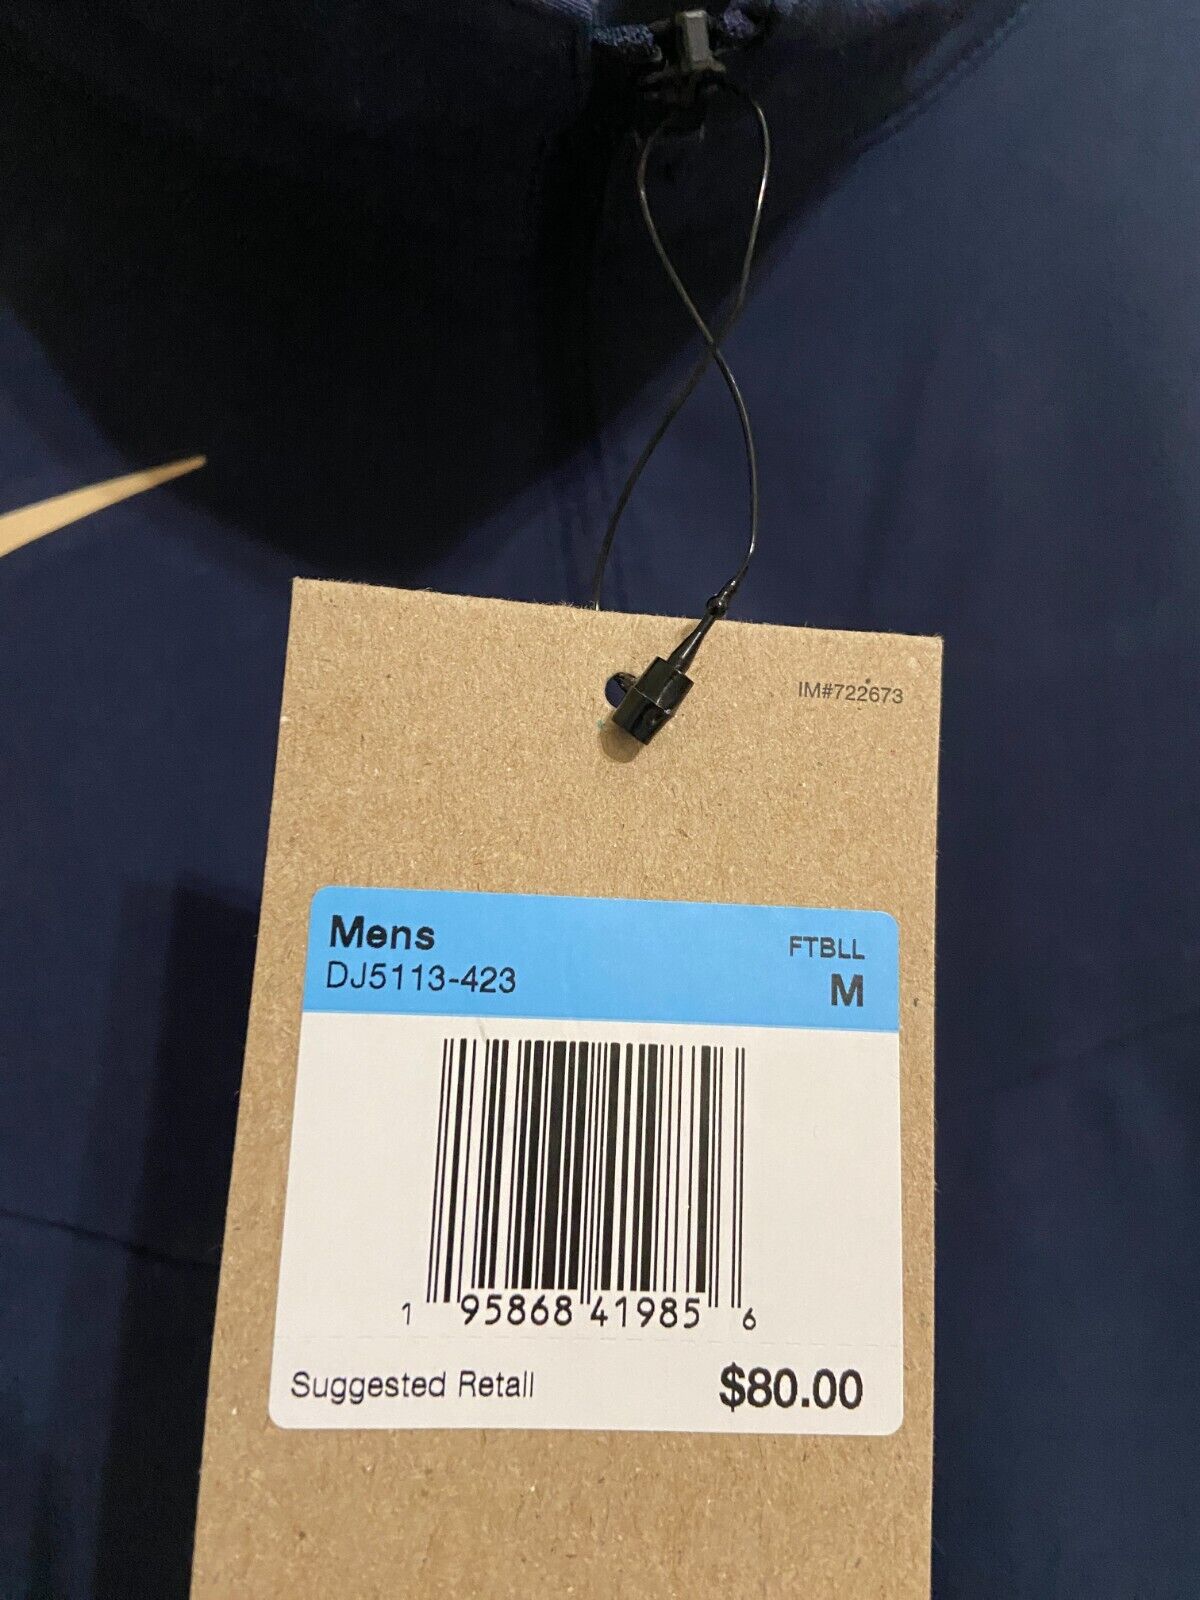 IM#722673
Mens
FTBLL
DJ5113-423
M
1 95868 41985 6
Suggested Retail
$80.00